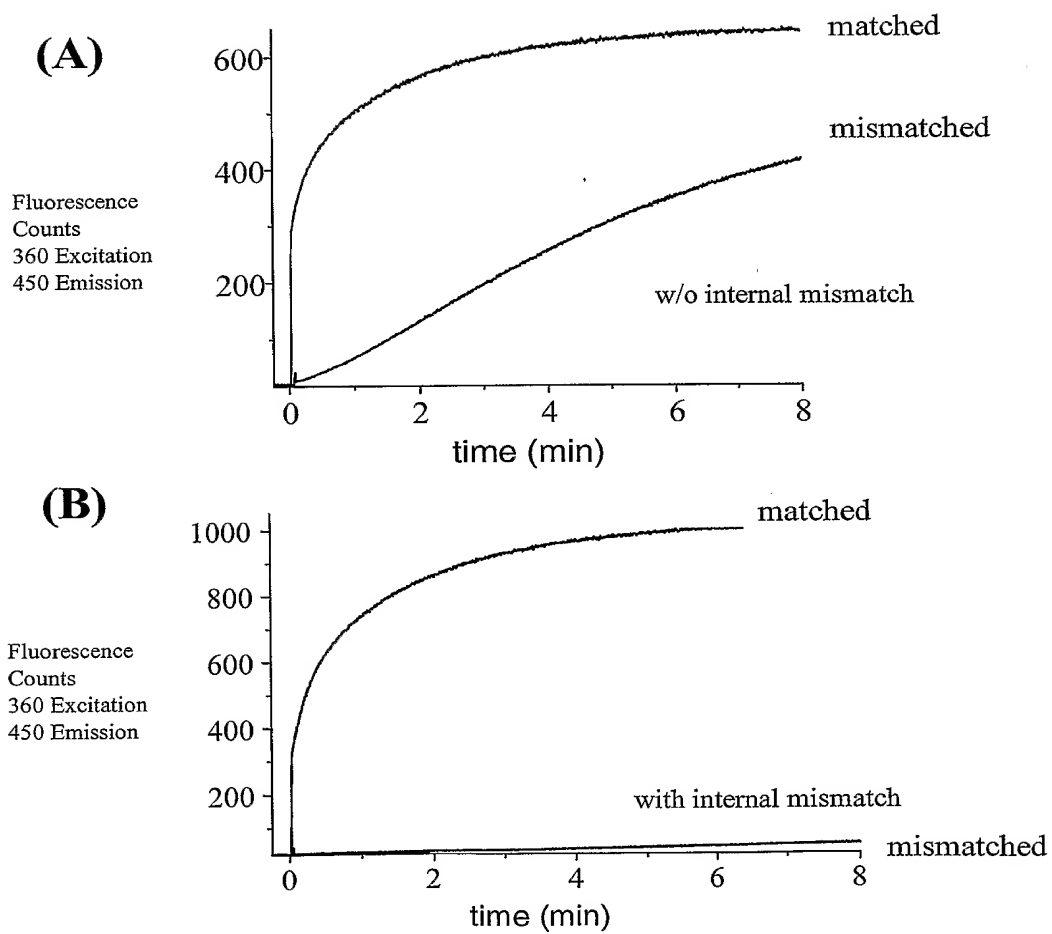 (A)
matched
600
mismatched
400
Fluorescence
Counts
360 Excitation
450 Emission
200
w/o internal mismatch
0 2 4 6 8
time (min)
(B)
matched
1000
800
600
Fluorescence
Counts
360 Excitation
450 Emission
400
200
with internal mismatch
mismatched
0 2 4 6 8
time (min)